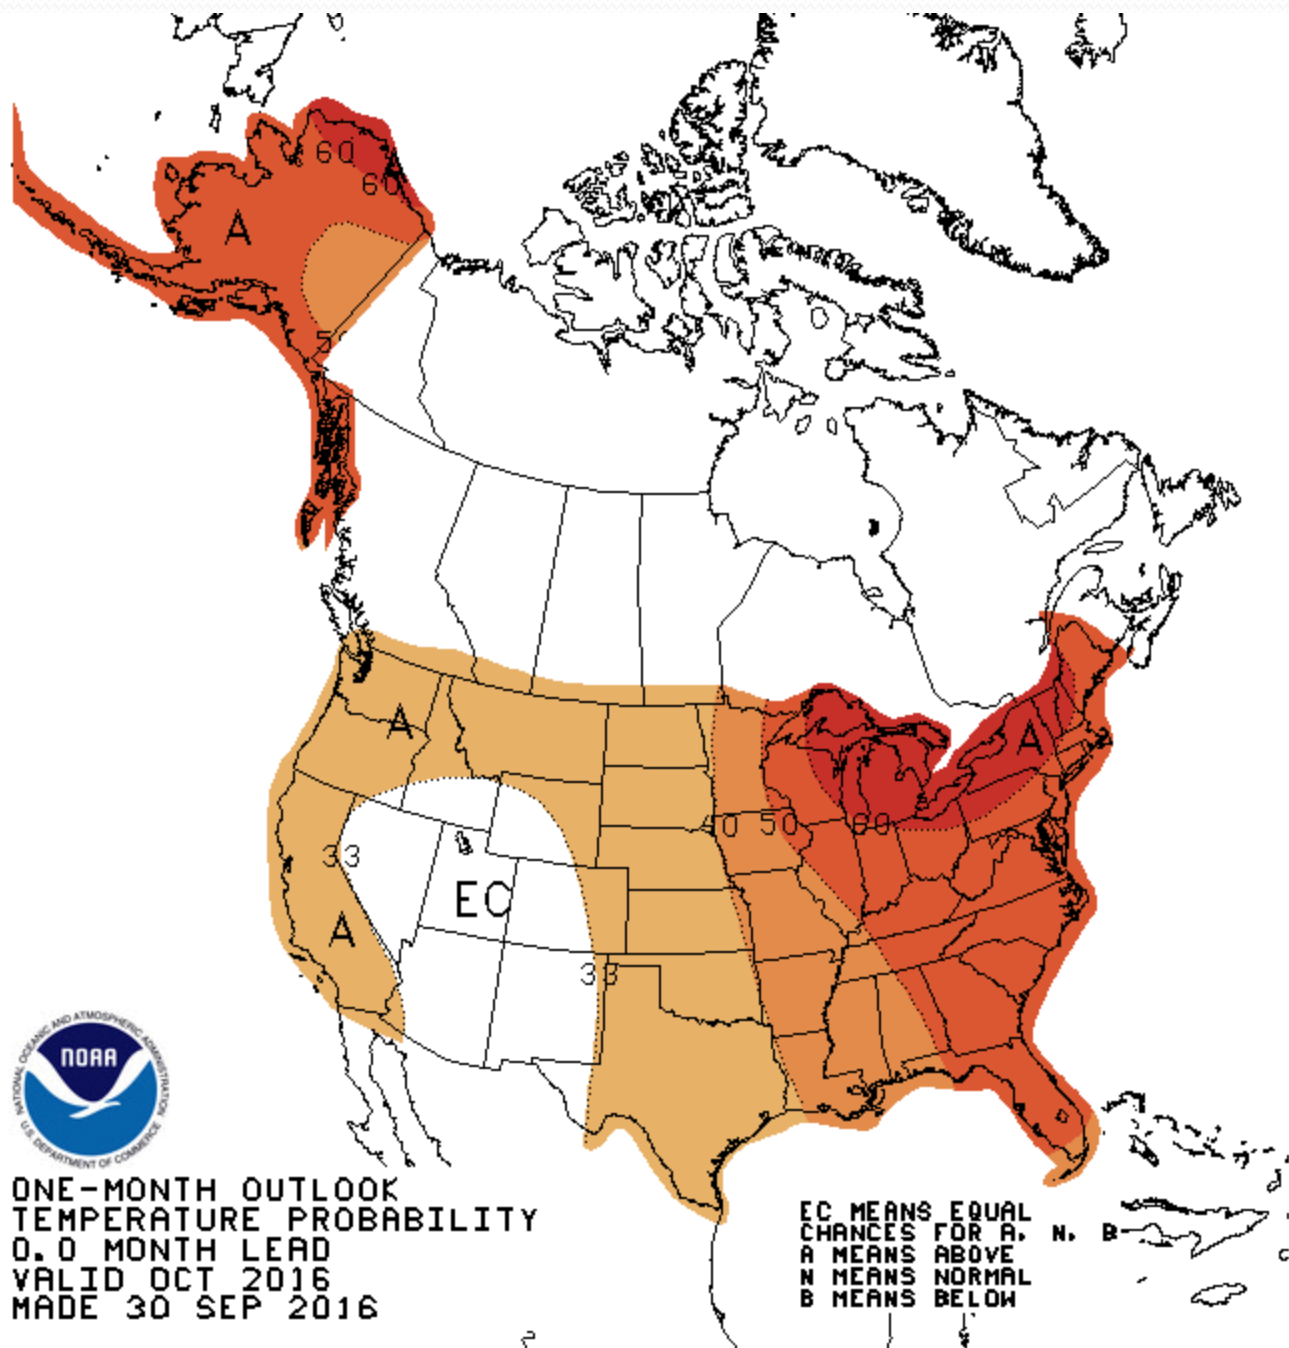 60
60
A
5
A
A
40 50 60
33
EC
A
33
A
NATIONAL OCEANIC AND ATMOSPHERIC ADMINISTRATION
NOAA
U.S. DEPARTMENT OF COMMERCE
ONE-MONTH OUTLOOK
TEMPERATURE PROBABILITY
0.0 MONTH LEAD
VALID OCT 2016
MADE 30 SEP 2016
EC MEANS EQUAL
CHANCES FOR A, N, B
A MEANS ABOVE
N MEANS NORMAL
B MEANS BELOW